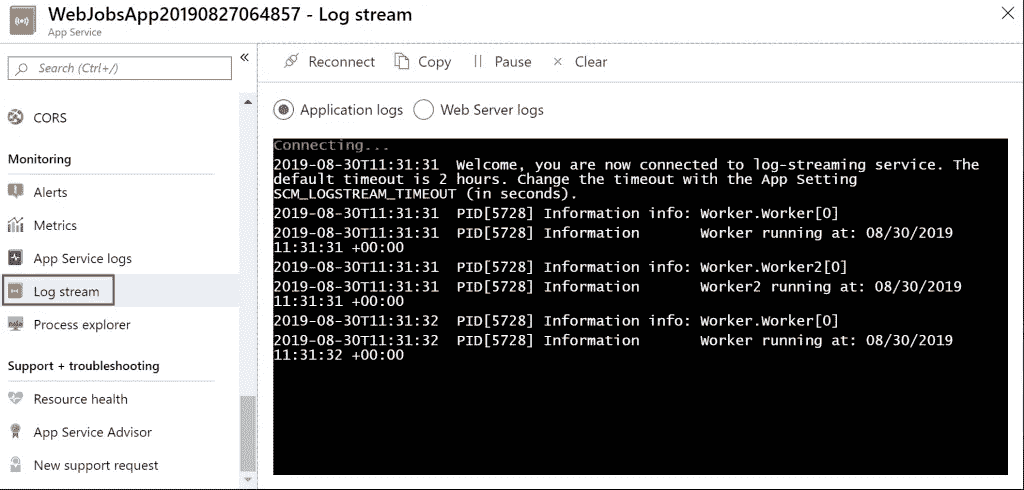 WebJobsApp20190827064857 - Log stream
App Service
Search (Ctrl+/)
«
CORS
Monitoring
Alerts
Metrics
App Service logs
Log stream
Process explorer
Support + troubleshooting
Resource health
App Service Advisor
New support request
Reconnect Copy Pause Clear
Application logs Web Server logs
Connecting...
2019-08-30T11:31:31 Welcome, you are now connected to log-streaming service. The
default timeout is 2 hours. Change the timeout with the App Setting
SCM_LOGSTREAM_TIMEOUT (in seconds).
2019-08-30T11:31:31 PID[5728] Information info: Worker.Worker[0]
2019-08-30T11:31:31 PID[5728] Information Worker running at: 08/30/2019
11:31:31 +00:00
2019-08-30T11:31:31 PID[5728] Information info: Worker.Worker2[0]
2019-08-30T11:31:31 PID[5728] Information Worker2 running at: 08/30/2019
11:31:31 +00:00
2019-08-30T11:31:32 PID[5728] Information info: Worker.Worker[0]
2019-08-30T11:31:32 PID[5728] Information Worker running at: 08/30/2019
11:31:32 +00:00